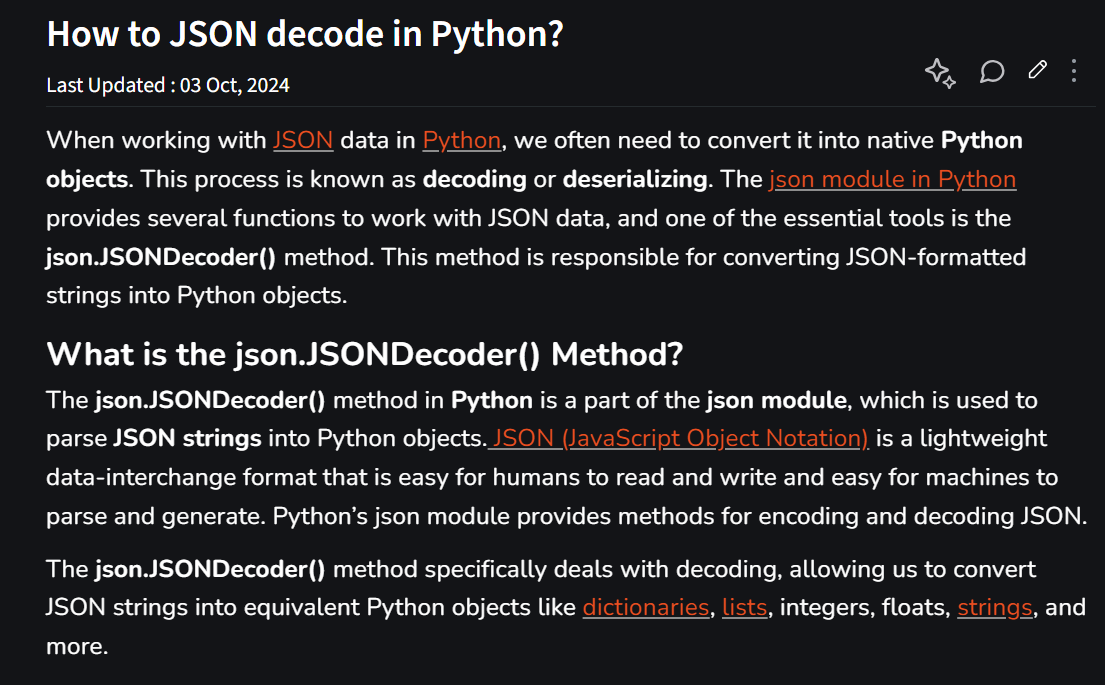 How to JSON decode in Python?
Last Updated : 03 Oct, 2024
When working with JSON data in Python, we often need to convert it into native Python
objects. This process is known as decoding or deserializing. The json module in Python
provides several functions to work with JSON data, and one of the essential tools is the
json.JSONDecoder() method. This method is responsible for converting JSON-formatted
strings into Python objects.
What is the json.JSONDecoder() Method?
The json.JSONDecoder() method in Python is a part of the json module, which is used to
parse JSON strings into Python objects. JSON (JavaScript Object Notation) is a lightweight
data-interchange format that is easy for humans to read and write and easy for machines to
parse and generate. Python’s json module provides methods for encoding and decoding JSON.
The json.JSONDecoder() method specifically deals with decoding, allowing us to convert
JSON strings into equivalent Python objects like dictionaries, lists, integers, floats, strings, and
more.